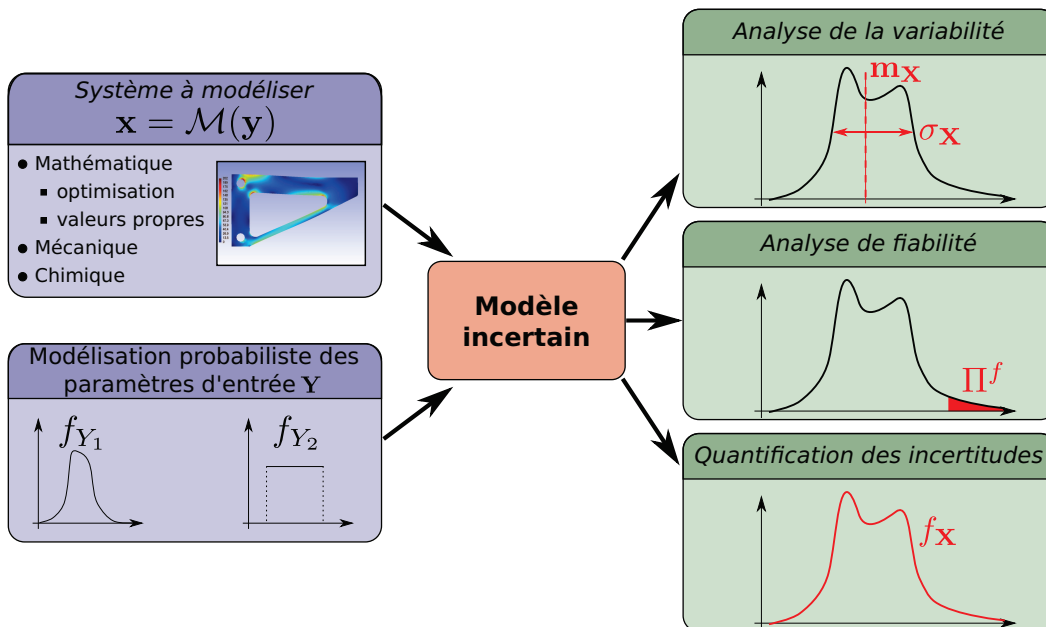 Système à modéliser
x = M(y)
● Mathématique
▪ optimisation
▪ valeurs propres
● Mécanique
● Chimique
Modélisation probabiliste des
paramètres d'entrée Y
f_{Y_1}
f_{Y_2}
Modèle
incertain
Analyse de la variabilité
m_X
σ_X
Analyse de fiabilité
Π^f
Quantification des incertitudes
f_X